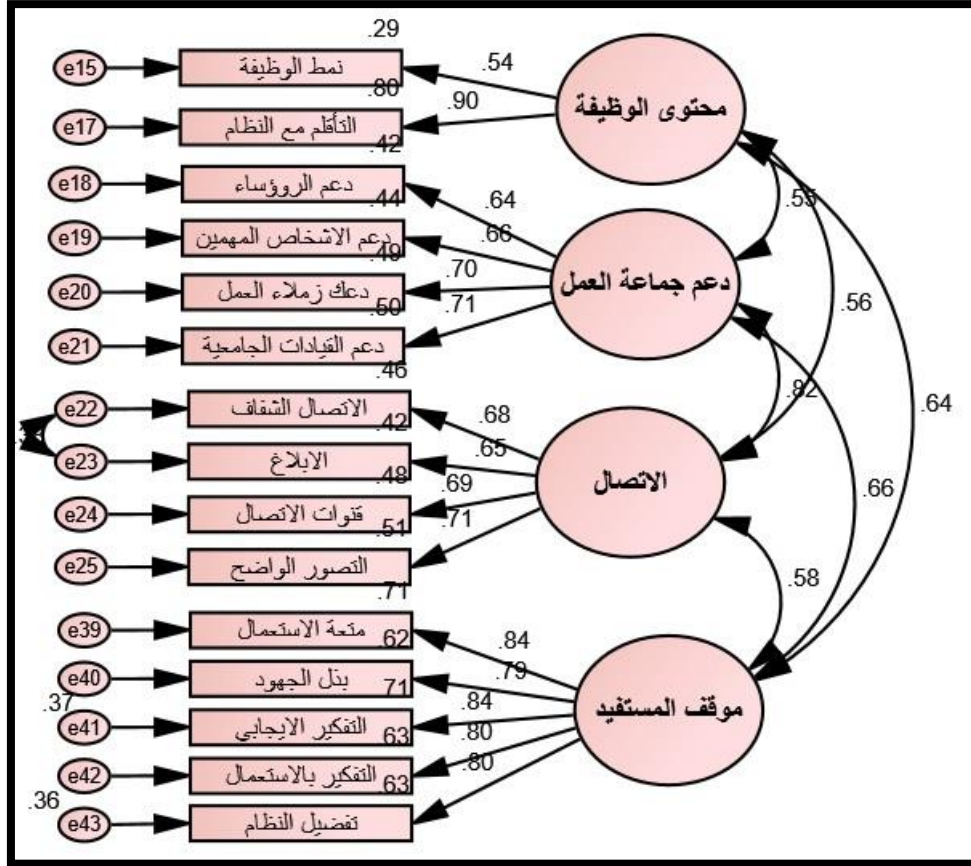 .29
e15
نمط الوظيفة
.54
محتوى الوظيفة
.80
e17
التأقلم مع النظام
.90
.42
e18
دعم الروؤساء
.64
.55
.44
e19
دعم الاشخاص المهمين
.66
دعم جماعة العمل
.49
e20
دعك زملاء العمل
.70
.56
.50
e21
دعم القيادات الجامعية
.71
.46
e22
الاتصال الشفاف
.68
.82
.64
.42
e23
الابلاغ
.65
الاتصال
.48
e24
قنوات الاتصال
.69
.66
.51
e25
التصور الواضح
.71
.58
.71
e39
متعة الاستعمال
.84
.62
e40
بذل الجهود
.79
موقف المستفيد
.71
.37
e41
التفكير الايجابي
.84
.63
e42
التفكير بالاستعمال
.80
.63
.36
e43
تفضيل النظام
.80